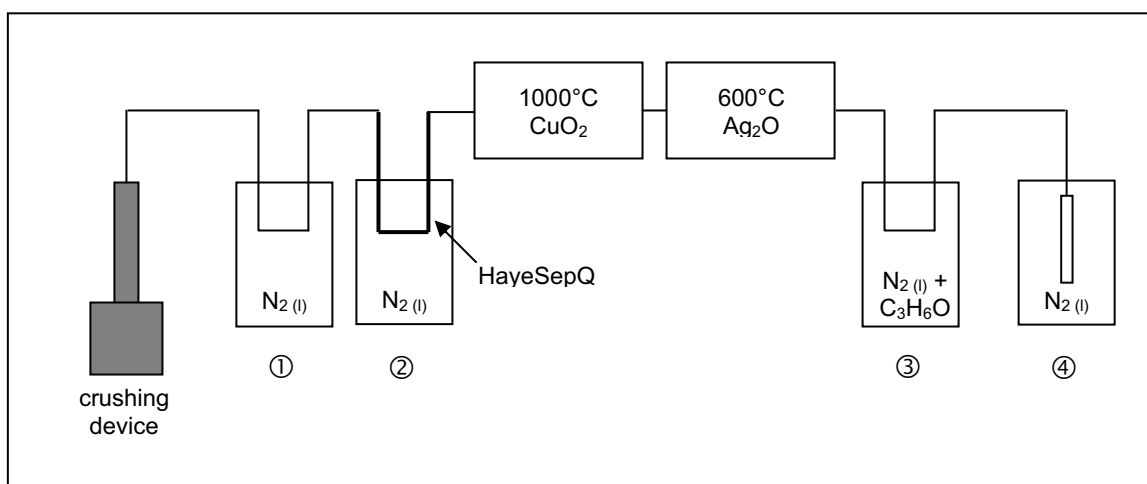 1000°C
CuO₂
600°C
Ag₂O
HayeSepQ
N₂ (l)
N₂ (l)
N₂ (l) +
C₃H₆O
N₂ (l)
①
②
③
④
crushing
device